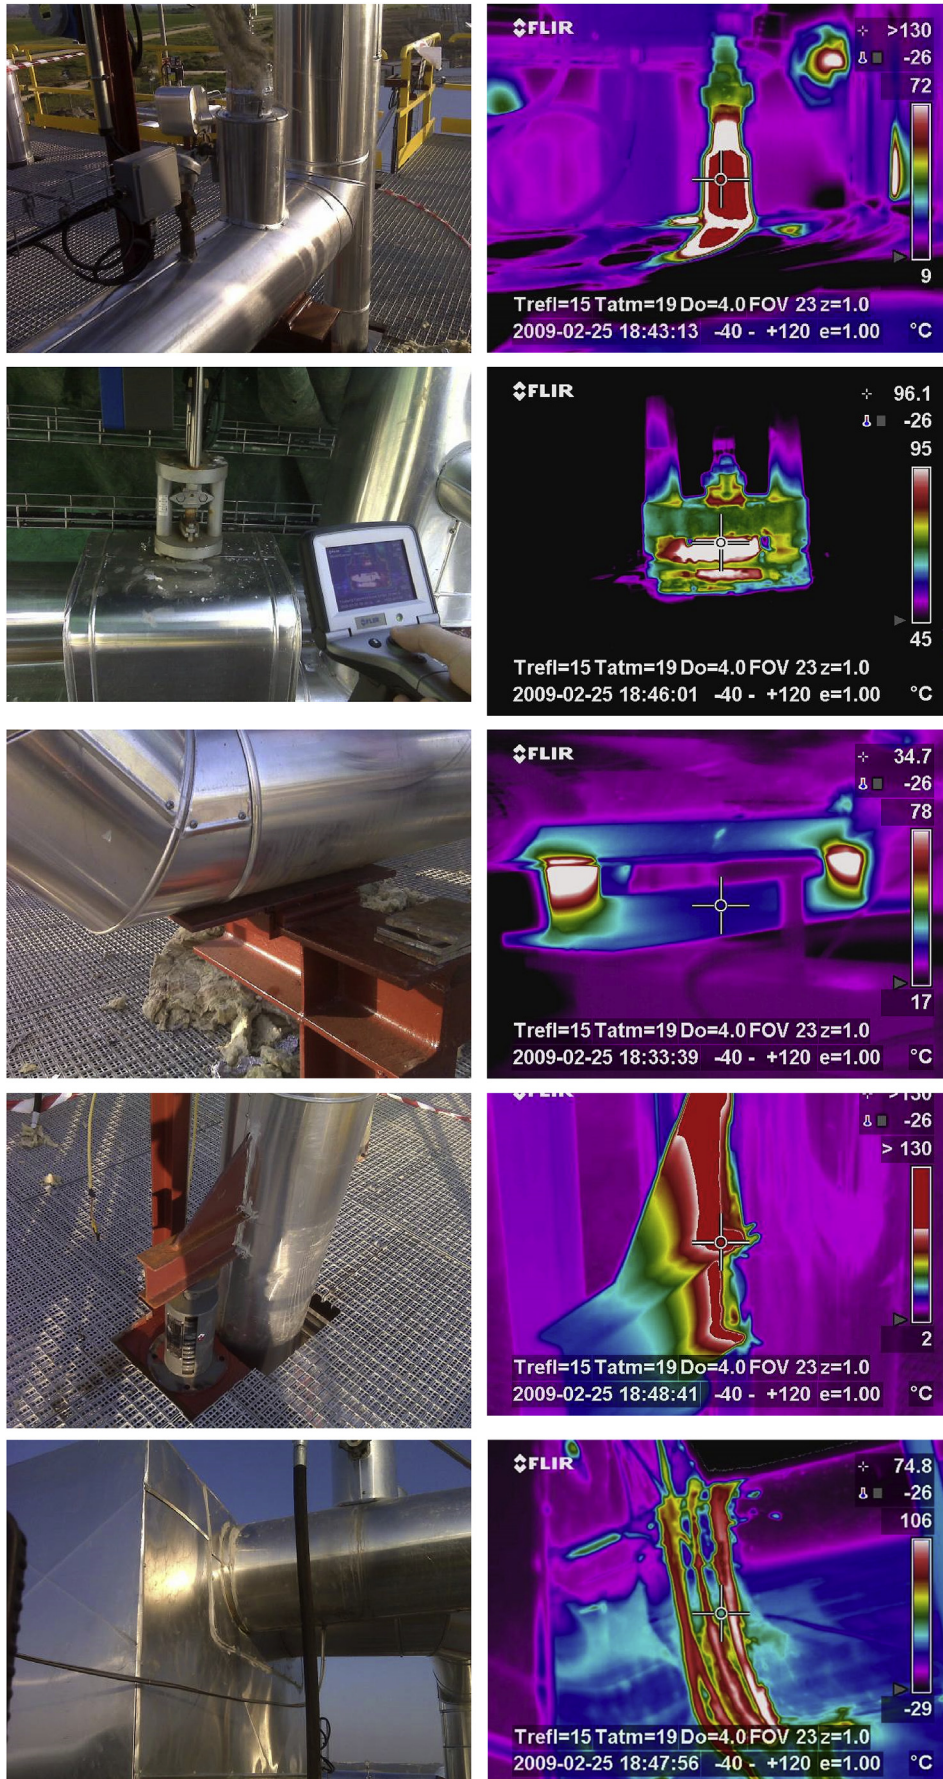 FLIR
>130
-26
72
9
Trefl=15 Tatm=19 Do=4.0 FOV 23 z=1.0
2009-02-25 18:43:13 -40 - +120 e=1.00 °C
FLIR
96.1
-26
95
45
Trefl=15 Tatm=19 Do=4.0 FOV 23 z=1.0
2009-02-25 18:46:01 -40 - +120 e=1.00 °C
FLIR
34.7
-26
78
17
Trefl=15 Tatm=19 Do=4.0 FOV 23 z=1.0
2009-02-25 18:33:39 -40 - +120 e=1.00 °C
>130
-26
> 130
2
Trefl=15 Tatm=19 Do=4.0 FOV 23 z=1.0
2009-02-25 18:48:41 -40 - +120 e=1.00 °C
FLIR
74.8
-26
106
-29
Trefl=15 Tatm=19 Do=4.0 FOV 23 z=1.0
2009-02-25 18:47:56 -40 - +120 e=1.00 °C